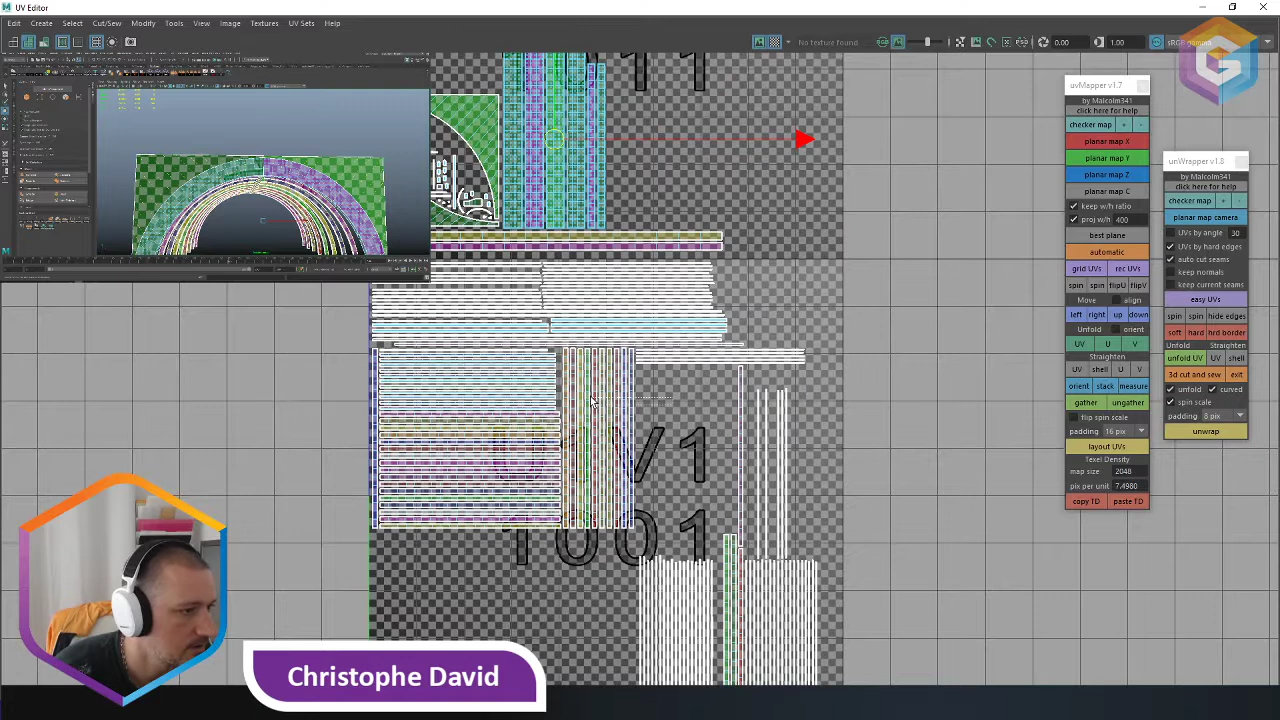 UV Editor
Edit Create Select Cut/Sew Modify Tools View Image Textures UV Sets Help
No texture found
0.00
1.00
sRGB gamma
uvMapper v1.7
by Malcolm341
click here for help
checker map + -
planar map X
planar map Y
planar map Z
planar map C
keep w/h ratio
proj w/h 400
best plane
automatic
grid UVs rec UVs
spin spin flipU flipV
Move align
left right up down
Unfold orient
UV U V
Straighten
UV shell U V
orient stack measure
gather ungather
flip spin scale
padding 16 pix
layout UVs
Texel Density
map size 2048
pix per unit 7.4980
copy TD paste TD
unWrapper v1.8
by Malcolm341
click here for help
checker map + -
planar map camera
UVs by angle 30
UVs by hard edges
auto cut seams
keep normals
keep current seams
easy UVs
spin spin hide edges
soft hard hrd border
Unfold Straighten
unfold UV UV shell
3d cut and sew exit
unfold curved
spin scale
padding 8 pix
unwrap
V1
1001
Christophe David